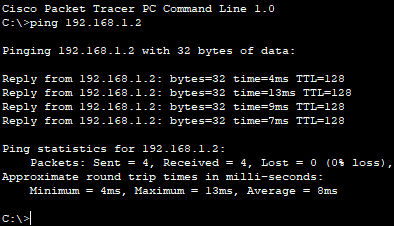 Cisco Packet Tracer PC Command Line 1.0
C:\>ping 192.168.1.2
Pinging 192.168.1.2 with 32 bytes of data:
Reply from 192.168.1.2: bytes=32 time=4ms TTL=128
Reply from 192.168.1.2: bytes=32 time=13ms TTL=128
Reply from 192.168.1.2: bytes=32 time=9ms TTL=128
Reply from 192.168.1.2: bytes=32 time=7ms TTL=128
Ping statistics for 192.168.1.2:
    Packets: Sent = 4, Received = 4, Lost = 0 (0% loss),
Approximate round trip times in milli-seconds:
    Minimum = 4ms, Maximum = 13ms, Average = 8ms
C:\>